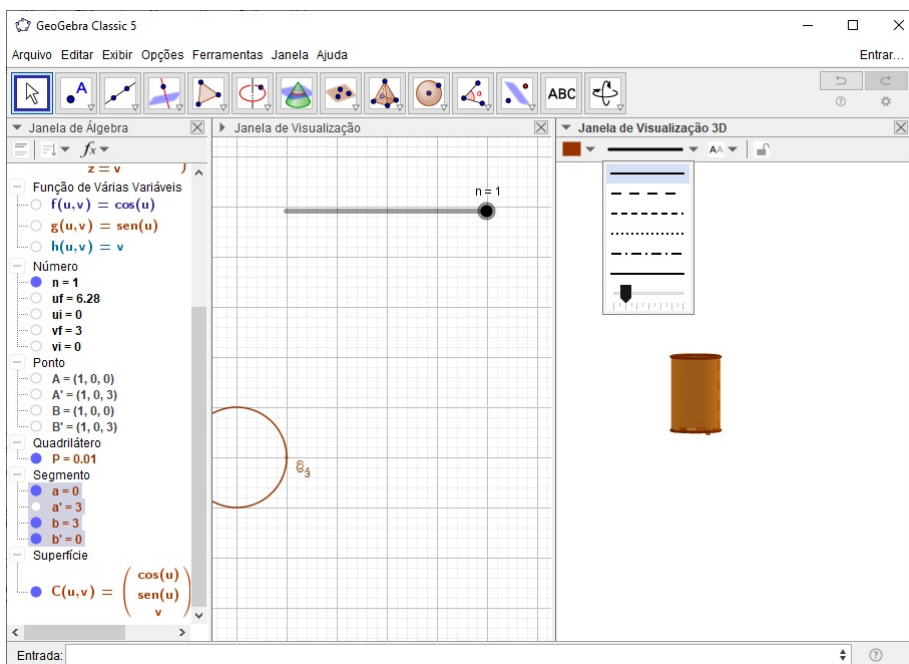 GeoGebra Classic 5
Arquivo Editar Exibir Opções Ferramentas Janela Ajuda
Entrar...
A
α
ABC
Janela de Álgebra
fx
z = v
Função de Várias Variáveis
f(u,v) = cos(u)
g(u,v) = sen(u)
h(u,v) = v
Número
n = 1
uf = 6.28
ui = 0
vf = 3
vi = 0
Ponto
A = (1, 0, 0)
A' = (1, 0, 3)
B = (1, 0, 0)
B' = (1, 0, 3)
Quadrilátero
P = 0.01
Segmento
a = 0
a' = 3
b = 3
b' = 0
Superfície
C(u,v) = ( cos(u)
sen(u)
v )
Janela de Visualização
n = 1
Janela de Visualização 3D
AA
Entrada: